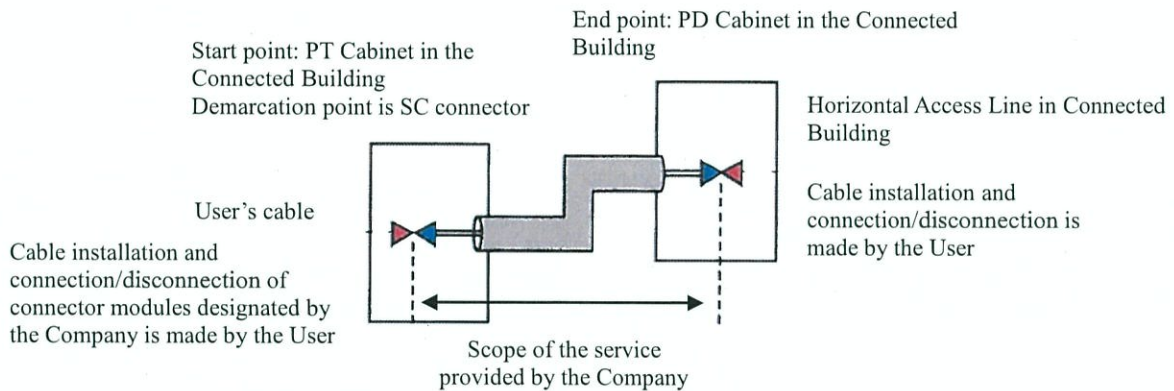 End point: PD Cabinet in the Connected
Building
Start point: PT Cabinet in the
Connected Building
Demarcation point is SC connector
Horizontal Access Line in Connected
Building
User's cable
Cable installation and
connection/disconnection is
made by the User
Cable installation and
connection/disconnection of
connector modules designated by
the Company is made by the User
Scope of the service
provided by the Company